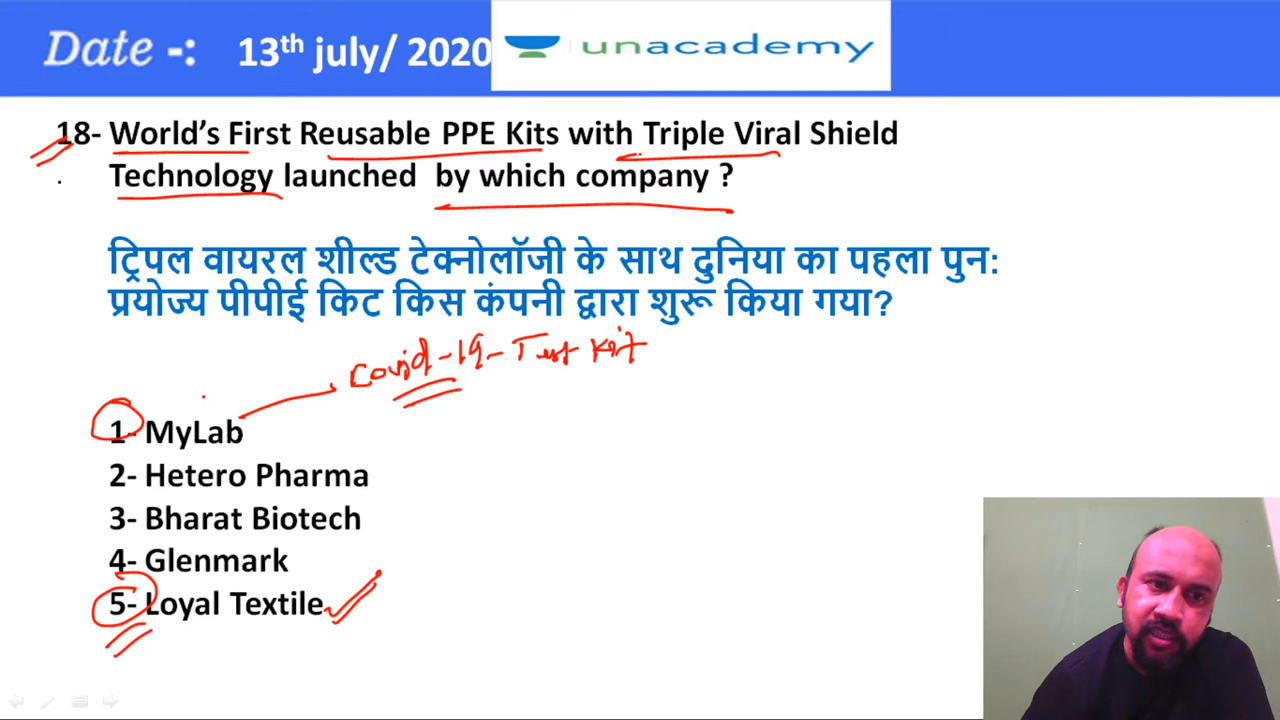 Date -: 13th july/ 2020 unacademy
18- World's First Reusable PPE Kits with Triple Viral Shield
Technology launched by which company ?
ट्रिपल वायरल शील्ड टेक्नोलॉजी के साथ दुनिया का पहला पुन:
प्रयोज्य पीपीई किट किस कंपनी द्वारा शुरू किया गया?
Covid-19-Test Kit
1- MyLab
2- Hetero Pharma
3- Bharat Biotech
4- Glenmark
5- Loyal Textile